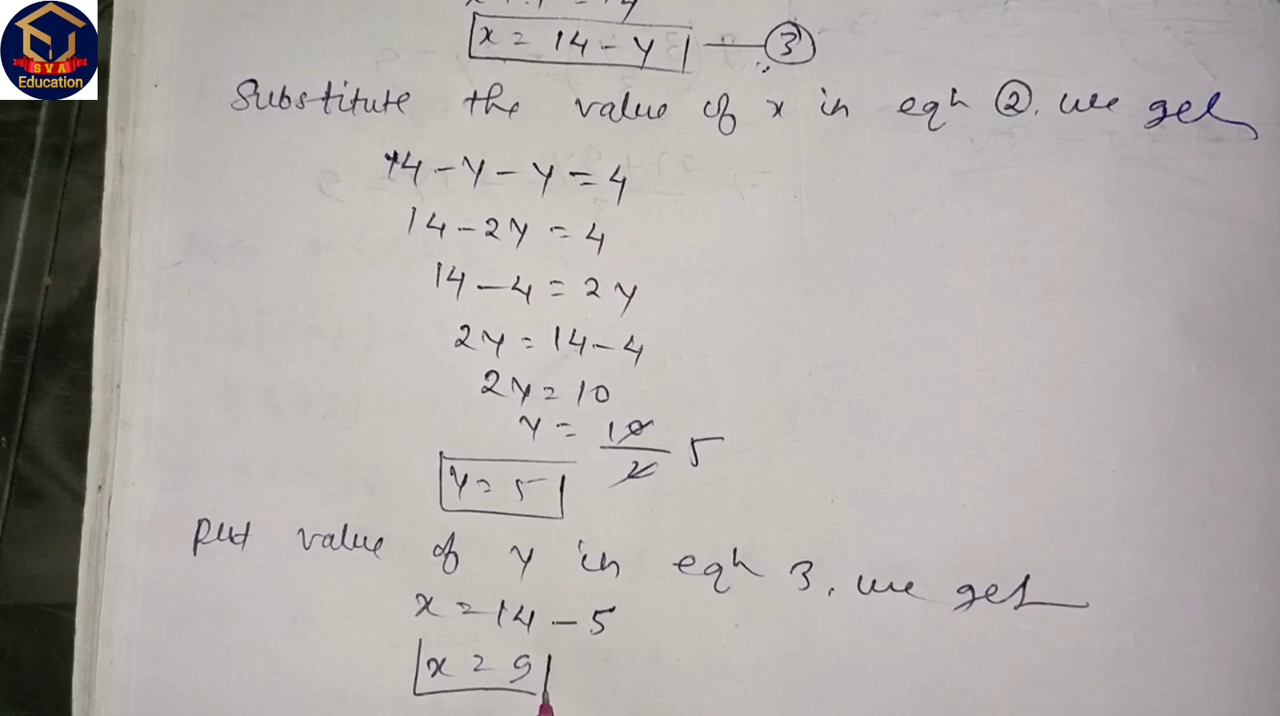 SVA
Education
x = 14 - y — ③
Substitute the value of x in eqn ②. we get
14 - y - y = 4
14 - 2y = 4
14 - 4 = 2y
2y = 14 - 4
2y = 10
y = 10/2 5
y = 5
put value of y in eqn 3, we get
x = 14 - 5
x = 9